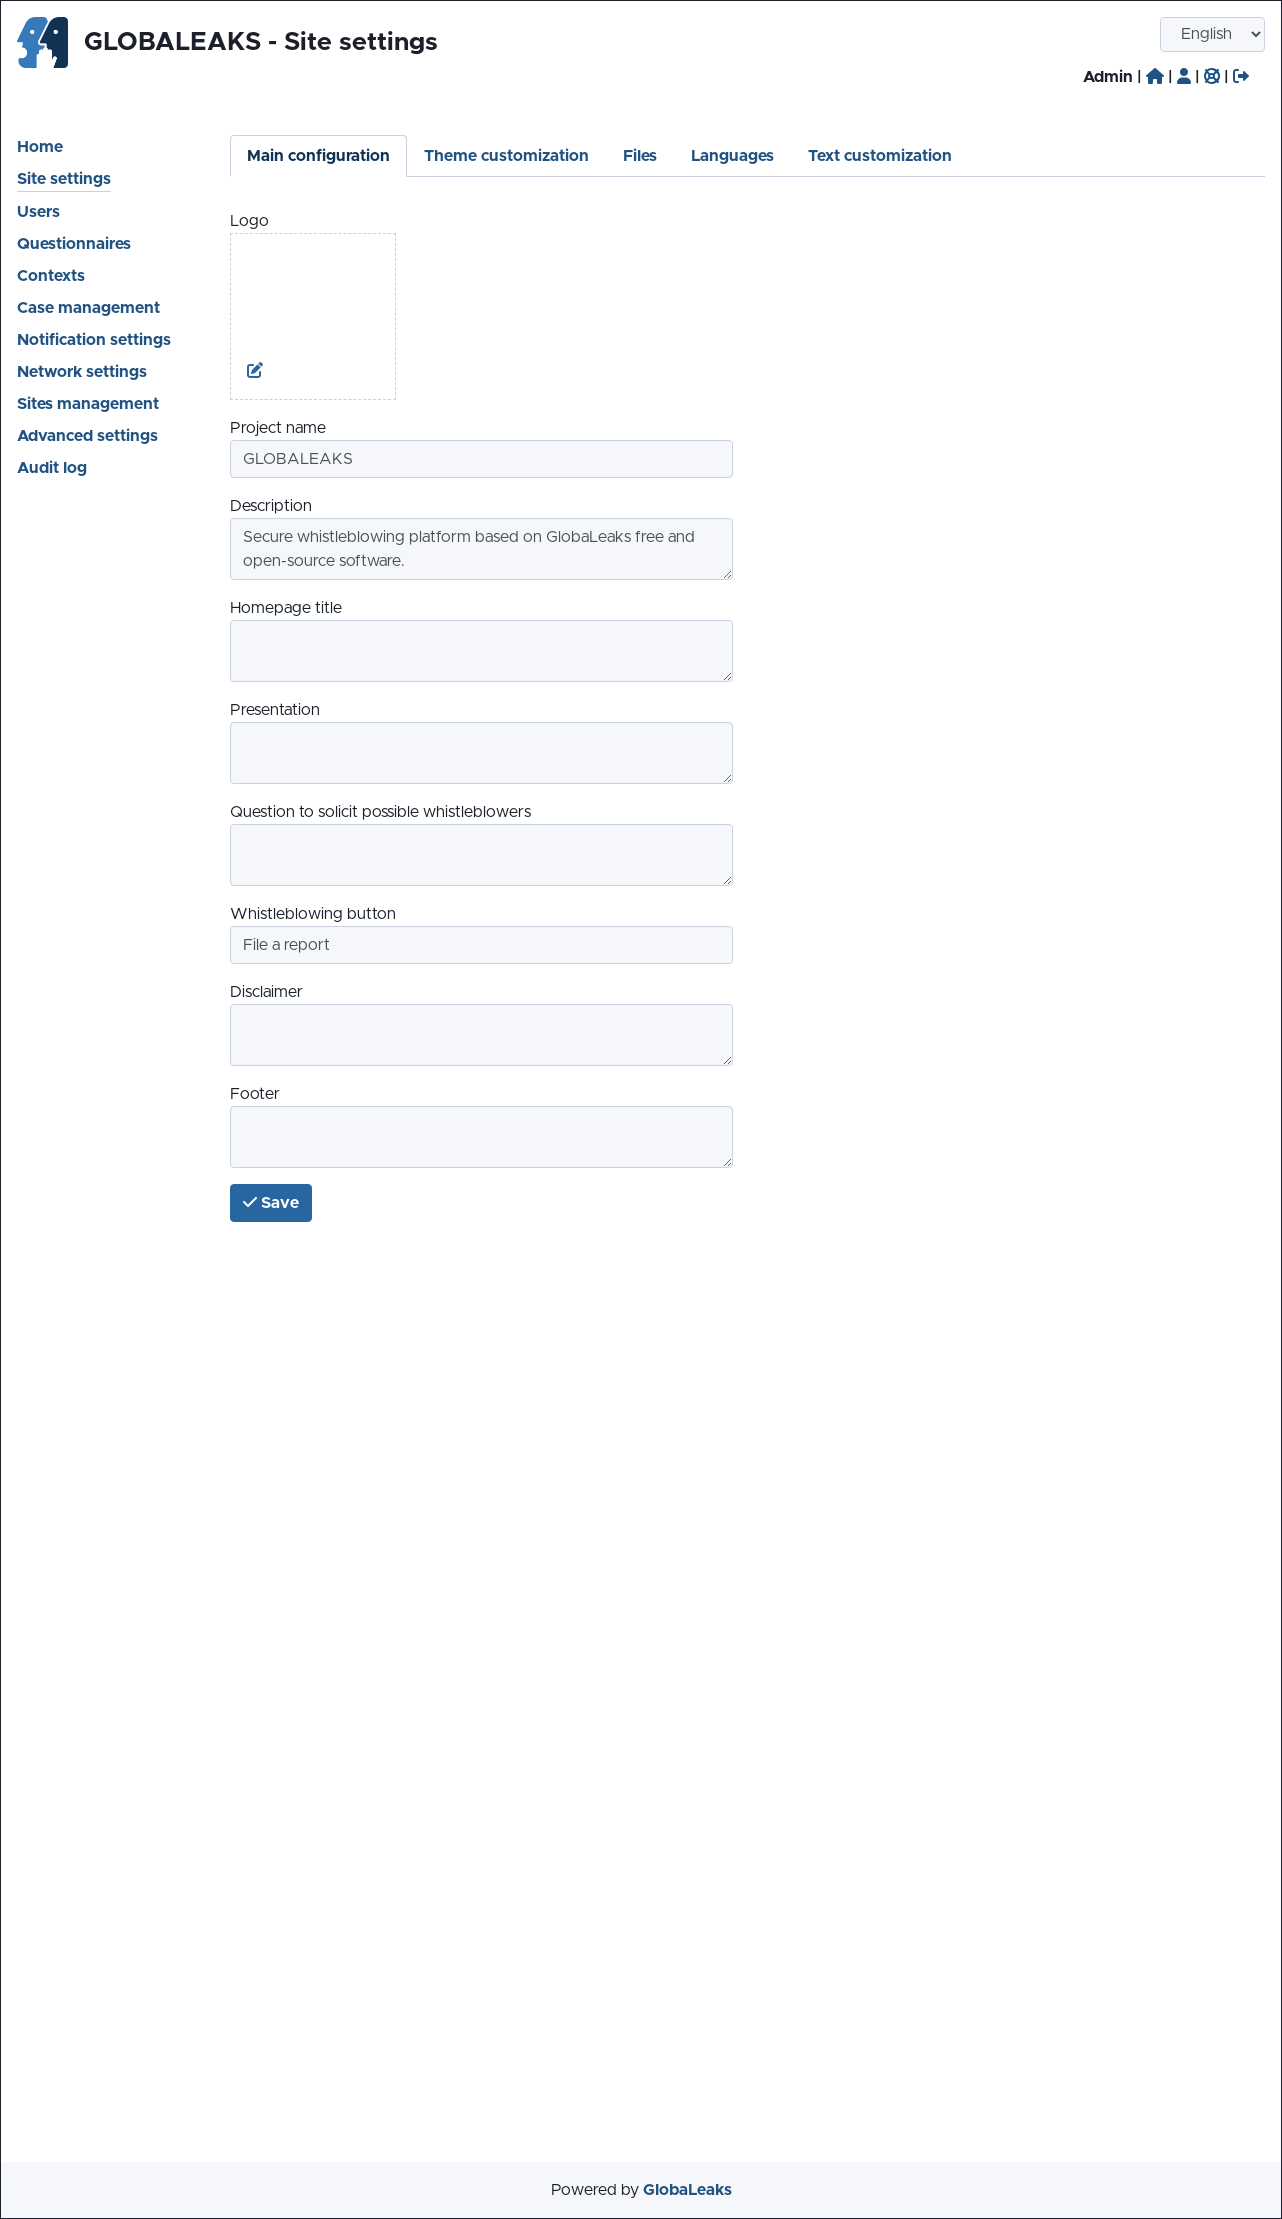 GLOBALEAKS - Site settings
English
Admin | | | |
Home
Site settings
Users
Questionnaires
Contexts
Case management
Notification settings
Network settings
Sites management
Advanced settings
Audit log
Main configuration Theme customization Files Languages Text customization
Logo
Project name
GLOBALEAKS
Description
Secure whistleblowing platform based on GlobaLeaks free and
open-source software.
Homepage title
Presentation
Question to solicit possible whistleblowers
Whistleblowing button
File a report
Disclaimer
Footer
Save
Powered by GlobaLeaks